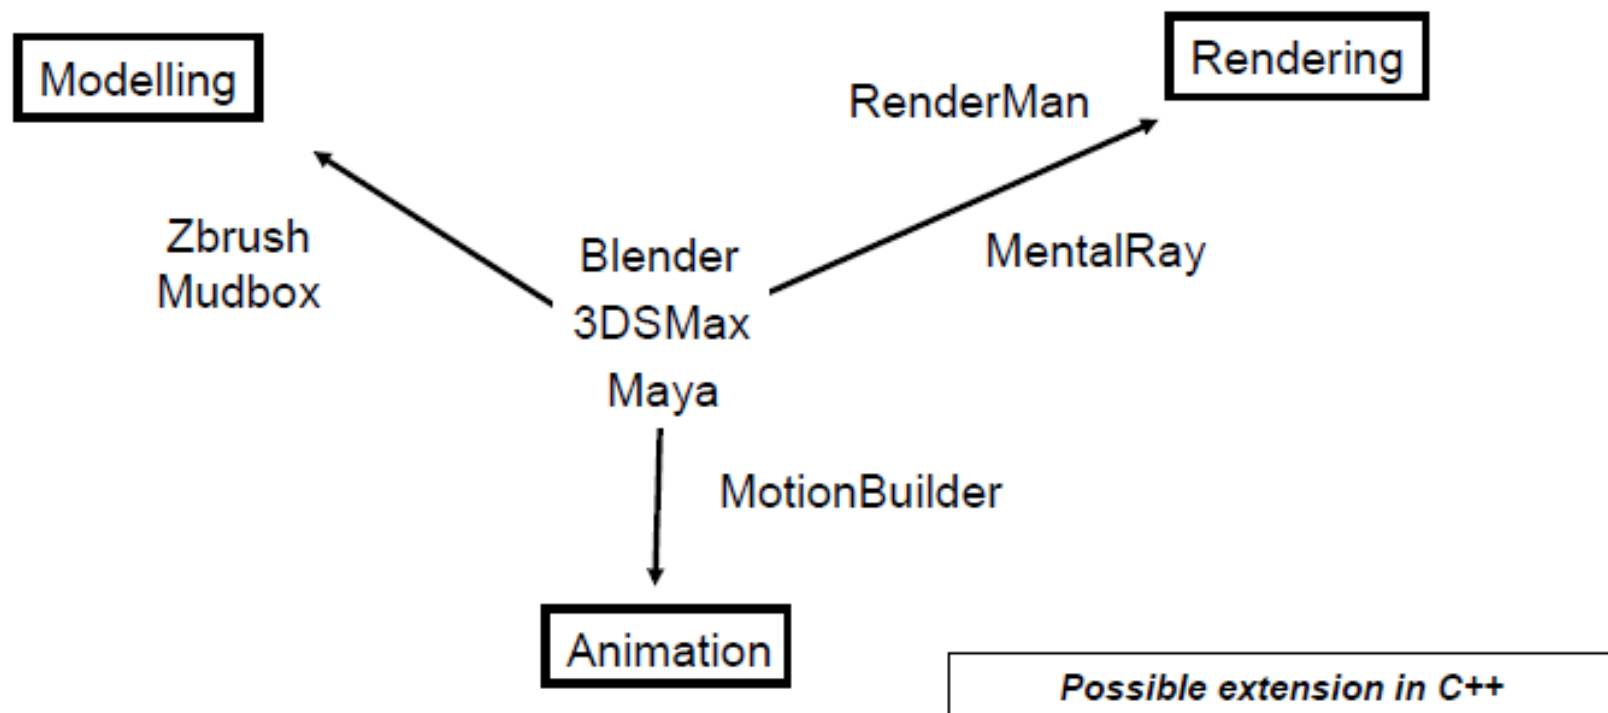 Modelling
Rendering
RenderMan
Zbrush
Mudbox
Blender
3DSMax
Maya
MentalRay
MotionBuilder
Animation
Possible extension in C++